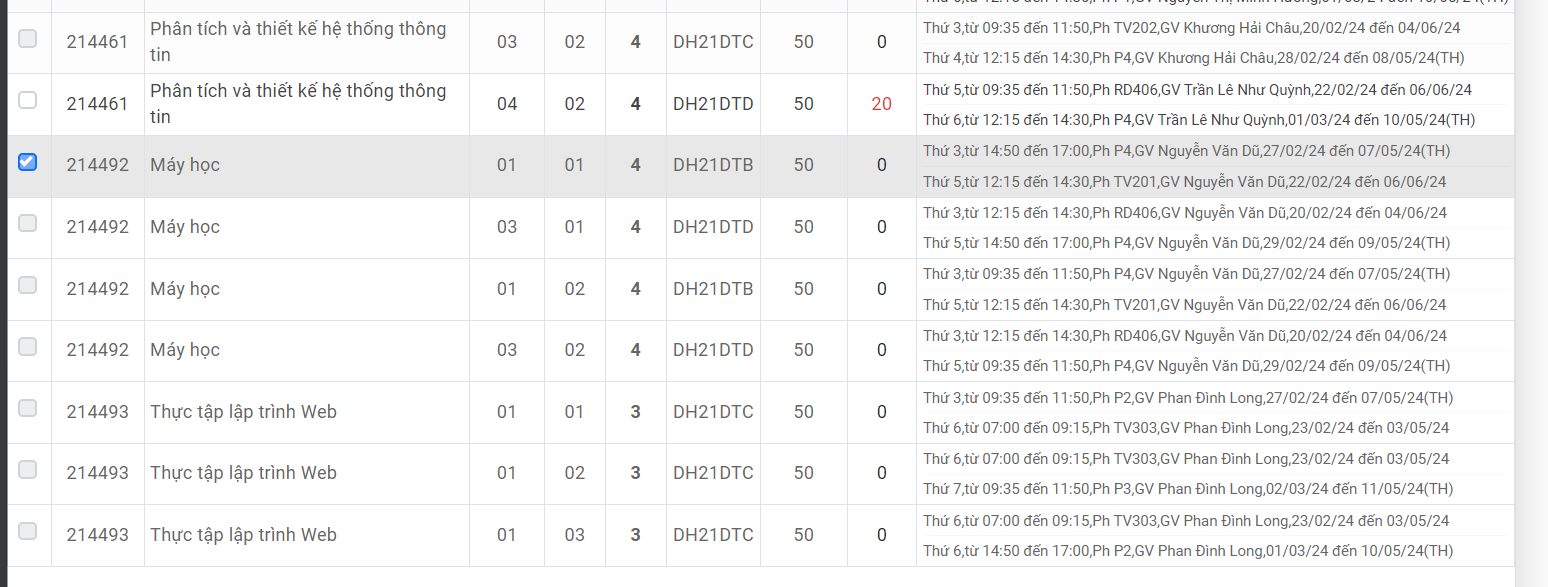 214461 Phân tích và thiết kế hệ thống thông tin 03 02 4 DH21DTC 50 0 Thứ 3,từ 09:35 đến 11:50,Ph TV202,GV Khương Hải Châu,20/02/24 đến 04/06/24
Thứ 4,từ 12:15 đến 14:30,Ph P4,GV Khương Hải Châu,28/02/24 đến 08/05/24(TH)
214461 Phân tích và thiết kế hệ thống thông tin 04 02 4 DH21DTD 50 20 Thứ 5,từ 09:35 đến 11:50,Ph RD406,GV Trần Lê Như Quỳnh,22/02/24 đến 06/06/24
Thứ 6,từ 12:15 đến 14:30,Ph P4,GV Trần Lê Như Quỳnh,01/03/24 đến 10/05/24(TH)
214492 Máy học 01 01 4 DH21DTB 50 0 Thứ 3,từ 14:50 đến 17:00,Ph P4,GV Nguyễn Văn Dũ,27/02/24 đến 07/05/24(TH)
Thứ 5,từ 12:15 đến 14:30,Ph TV201,GV Nguyễn Văn Dũ,22/02/24 đến 06/06/24
214492 Máy học 03 01 4 DH21DTD 50 0 Thứ 3,từ 12:15 đến 14:30,Ph RD406,GV Nguyễn Văn Dũ,20/02/24 đến 04/06/24
Thứ 5,từ 14:50 đến 17:00,Ph P4,GV Nguyễn Văn Dũ,29/02/24 đến 09/05/24(TH)
214492 Máy học 01 02 4 DH21DTB 50 0 Thứ 3,từ 09:35 đến 11:50,Ph P4,GV Nguyễn Văn Dũ,27/02/24 đến 07/05/24(TH)
Thứ 5,từ 12:15 đến 14:30,Ph TV201,GV Nguyễn Văn Dũ,22/02/24 đến 06/06/24
214492 Máy học 03 02 4 DH21DTD 50 0 Thứ 3,từ 12:15 đến 14:30,Ph RD406,GV Nguyễn Văn Dũ,20/02/24 đến 04/06/24
Thứ 5,từ 09:35 đến 11:50,Ph P4,GV Nguyễn Văn Dũ,29/02/24 đến 09/05/24(TH)
214493 Thực tập lập trình Web 01 01 3 DH21DTC 50 0 Thứ 3,từ 09:35 đến 11:50,Ph P2,GV Phan Đình Long,27/02/24 đến 07/05/24(TH)
Thứ 6,từ 07:00 đến 09:15,Ph TV303,GV Phan Đình Long,23/02/24 đến 03/05/24
214493 Thực tập lập trình Web 01 02 3 DH21DTC 50 0 Thứ 6,từ 07:00 đến 09:15,Ph TV303,GV Phan Đình Long,23/02/24 đến 03/05/24
Thứ 7,từ 09:35 đến 11:50,Ph P3,GV Phan Đình Long,02/03/24 đến 11/05/24(TH)
214493 Thực tập lập trình Web 01 03 3 DH21DTC 50 0 Thứ 6,từ 07:00 đến 09:15,Ph TV303,GV Phan Đình Long,23/02/24 đến 03/05/24
Thứ 6,từ 14:50 đến 17:00,Ph P2,GV Phan Đình Long,01/03/24 đến 10/05/24(TH)